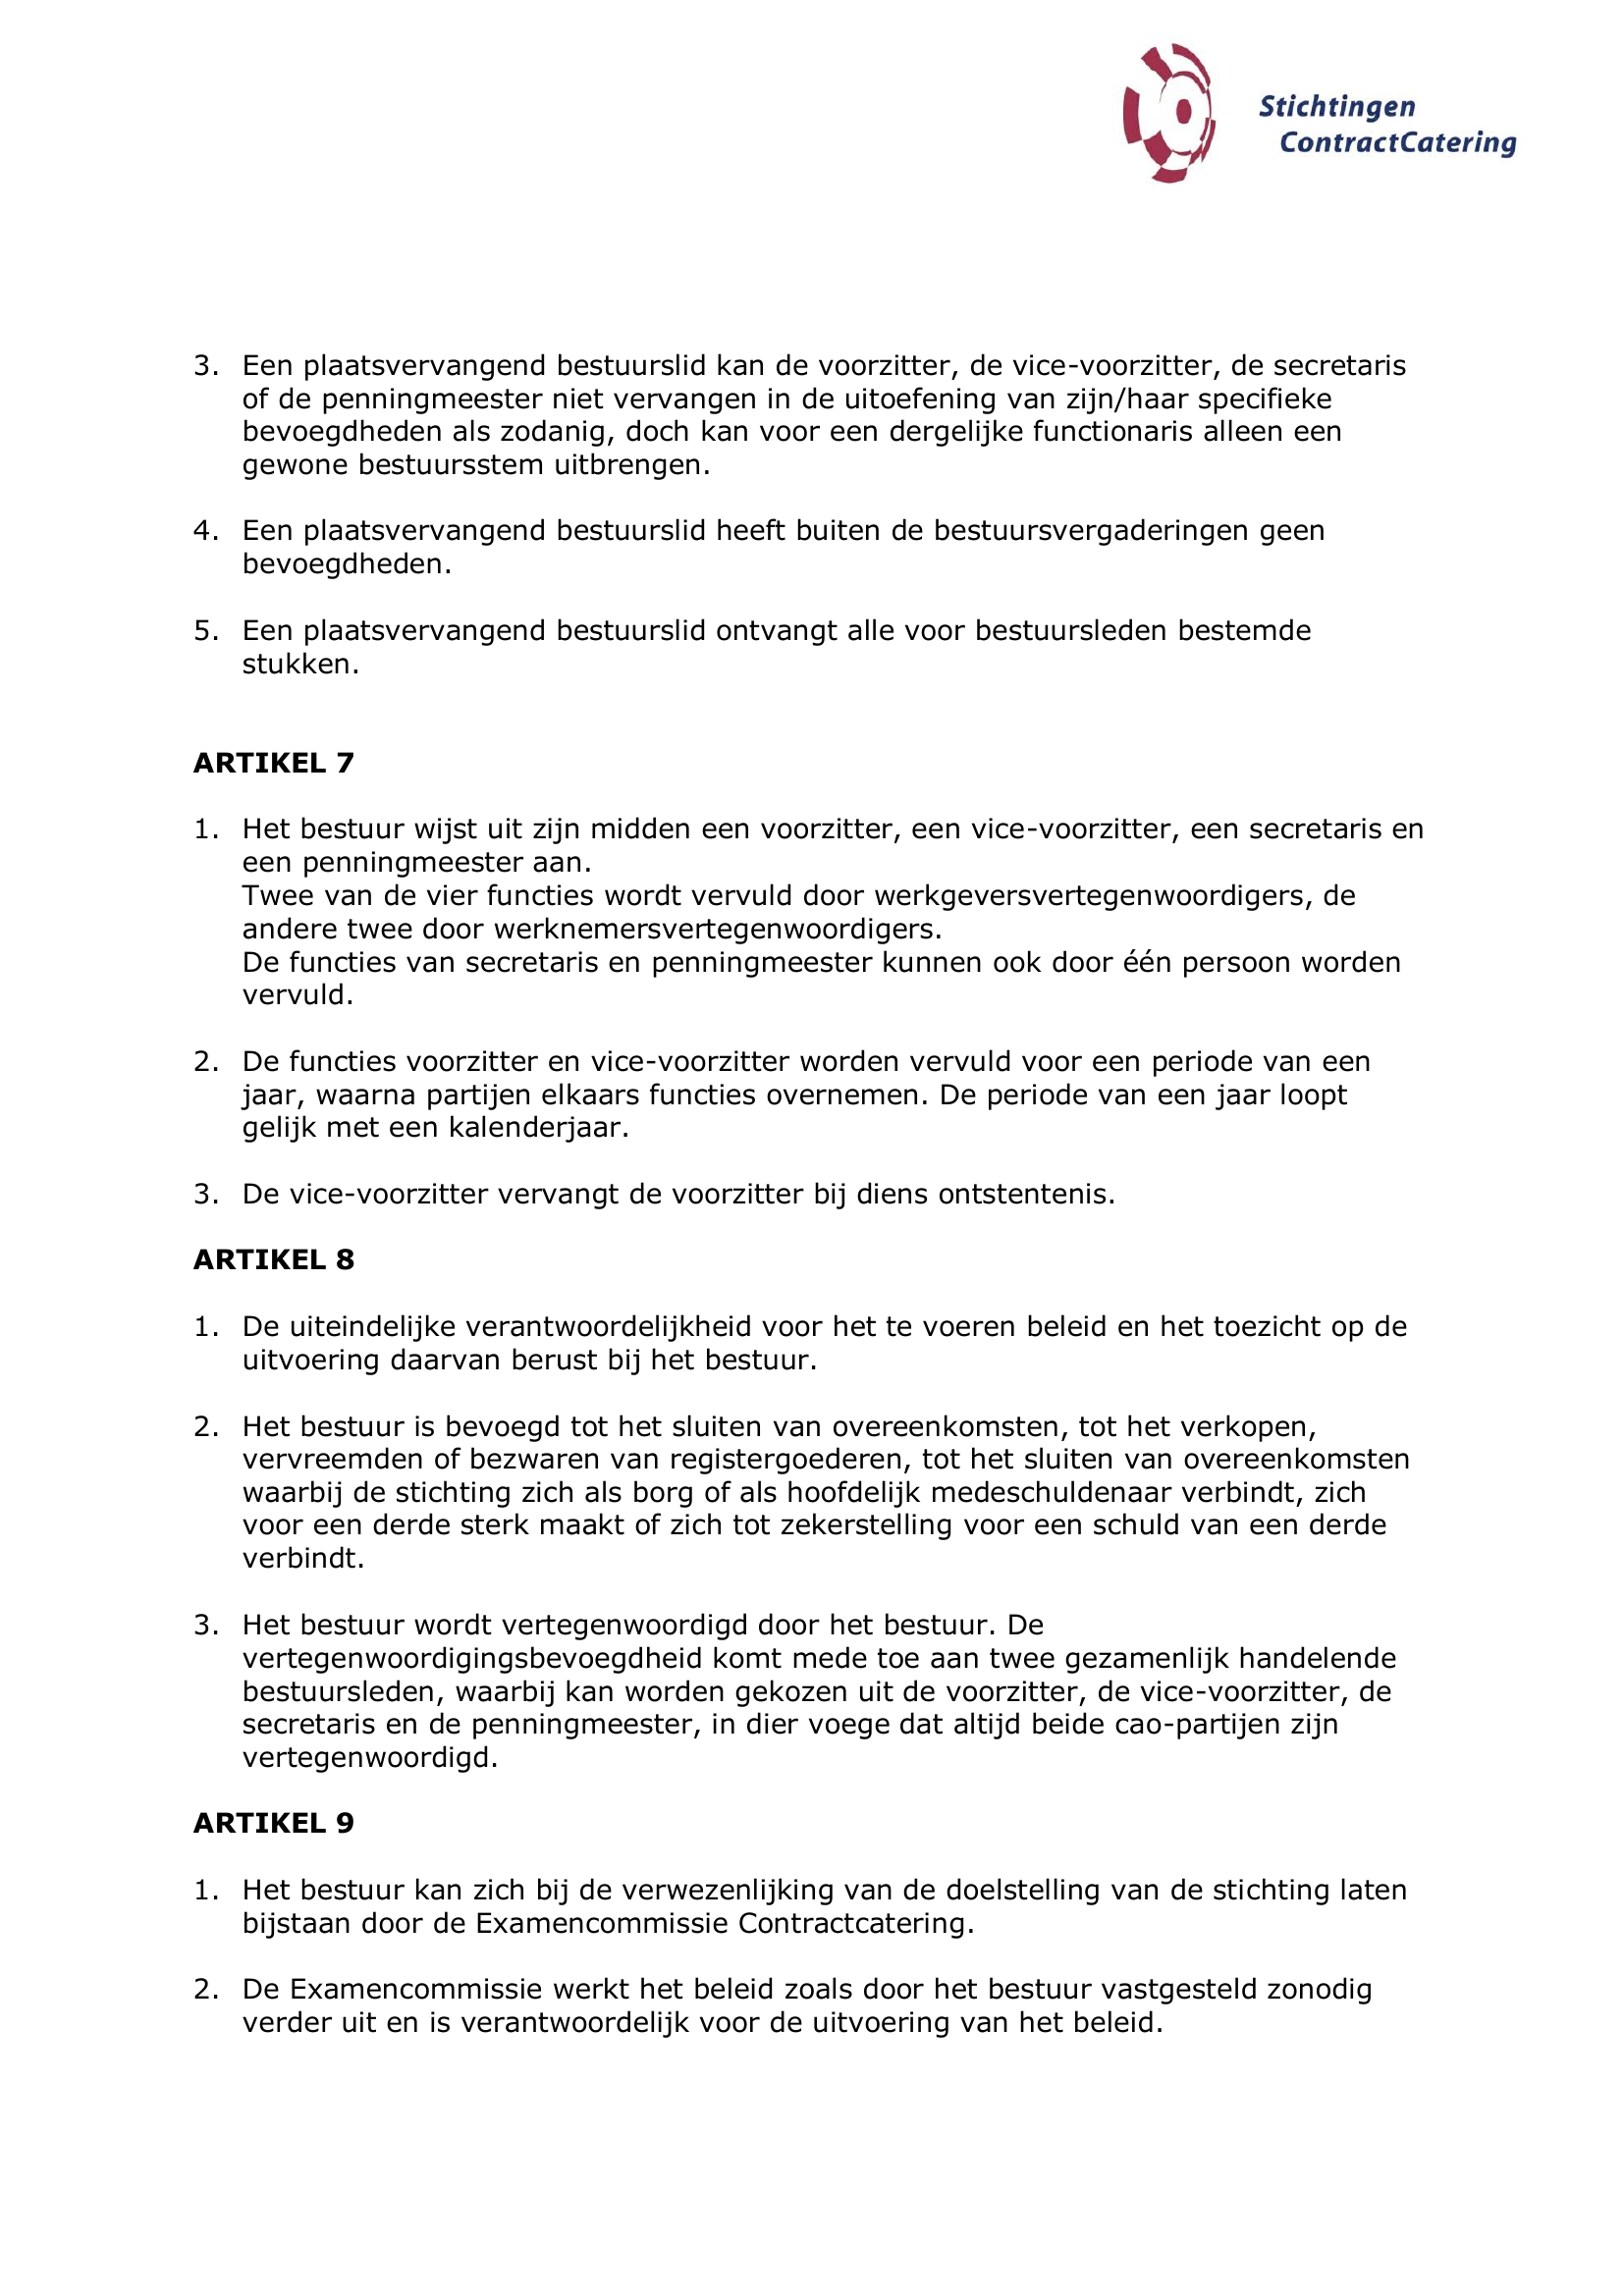 Stichtingen
ContractCatering
3. Een plaatsvervangend bestuurslid kan de voorzitter, de vice-voorzitter, de secretaris
of de penningmeester niet vervangen in de uitoefening van zijn/haar specifieke
bevoegdheden als zodanig, doch kan voor een dergelijke functionaris alleen een
gewone bestuursstem uitbrengen.
4. Een plaatsvervangend bestuurslid heeft buiten de bestuursvergaderingen geen
bevoegdheden.
5. Een plaatsvervangend bestuurslid ontvangt alle voor bestuursleden bestemde
stukken.
ARTIKEL 7
1. Het bestuur wijst uit zijn midden een voorzitter, een vice-voorzitter, een secretaris en
een penningmeester aan.
Twee van de vier functies wordt vervuld door werkgeversvertegenwoordigers, de
andere twee door werknemersvertegenwoordigers.
De functies van secretaris en penningmeester kunnen ook door één persoon worden
vervuld.
2. De functies voorzitter en vice-voorzitter worden vervuld voor een periode van een
jaar, waarna partijen elkaars functies overnemen. De periode van een jaar loopt
gelijk met een kalenderjaar.
3. De vice-voorzitter vervangt de voorzitter bij diens ontstentenis.
ARTIKEL 8
1. De uiteindelijke verantwoordelijkheid voor het te voeren beleid en het toezicht op de
uitvoering daarvan berust bij het bestuur.
2. Het bestuur is bevoegd tot het sluiten van overeenkomsten, tot het verkopen,
vervreemden of bezwaren van registergoederen, tot het sluiten van overeenkomsten
waarbij de stichting zich als borg of als hoofdelijk medeschuldenaar verbindt, zich
voor een derde sterk maakt of zich tot zekerstelling voor een schuld van een derde
verbindt.
3. Het bestuur wordt vertegenwoordigd door het bestuur. De
vertegenwoordigingsbevoegdheid komt mede toe aan twee gezamenlijk handelende
bestuursleden, waarbij kan worden gekozen uit de voorzitter, de vice-voorzitter, de
secretaris en de penningmeester, in dier voege dat altijd beide cao-partijen zijn
vertegenwoordigd.
ARTIKEL 9
1. Het bestuur kan zich bij de verwezenlijking van de doelstelling van de stichting laten
bijstaan door de Examencommissie Contractcatering.
2. De Examencommissie werkt het beleid zoals door het bestuur vastgesteld zonodig
verder uit en is verantwoordelijk voor de uitvoering van het beleid.